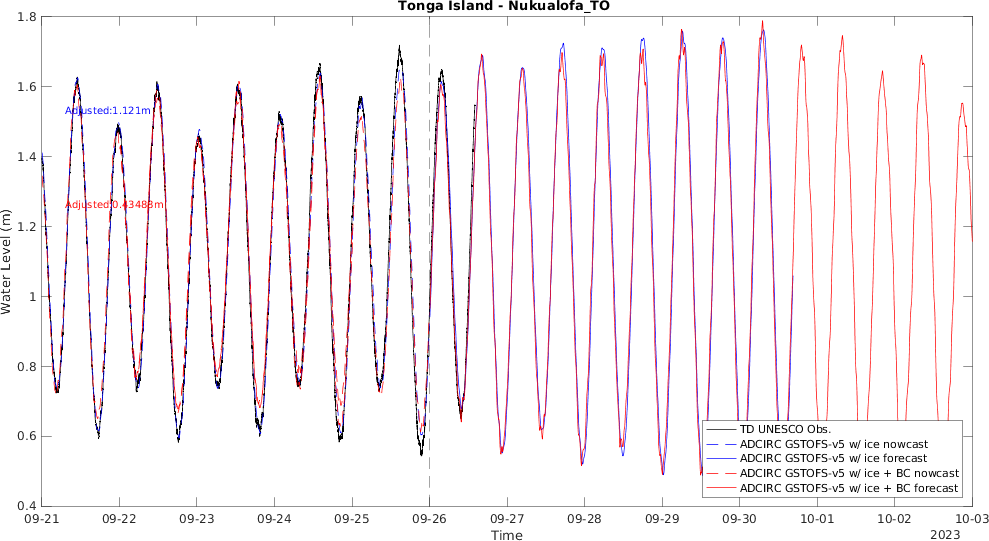 Tonga Island - Nukualofa_TO
1.8
1.6
1.4
1.2
1
0.8
0.6
0.4
Water Level (m)
Adjusted:1.121m
Adjusted:0.43483m
TD UNESCO Obs.
ADCIRC GSTOFS-v5 w/ ice nowcast
ADCIRC GSTOFS-v5 w/ ice forecast
ADCIRC GSTOFS-v5 w/ ice + BC nowcast
ADCIRC GSTOFS-v5 w/ ice + BC forecast
09-21 09-22 09-23 09-24 09-25 09-26 09-27 09-28 09-29 09-30 10-01 10-02 10-03
Time
2023